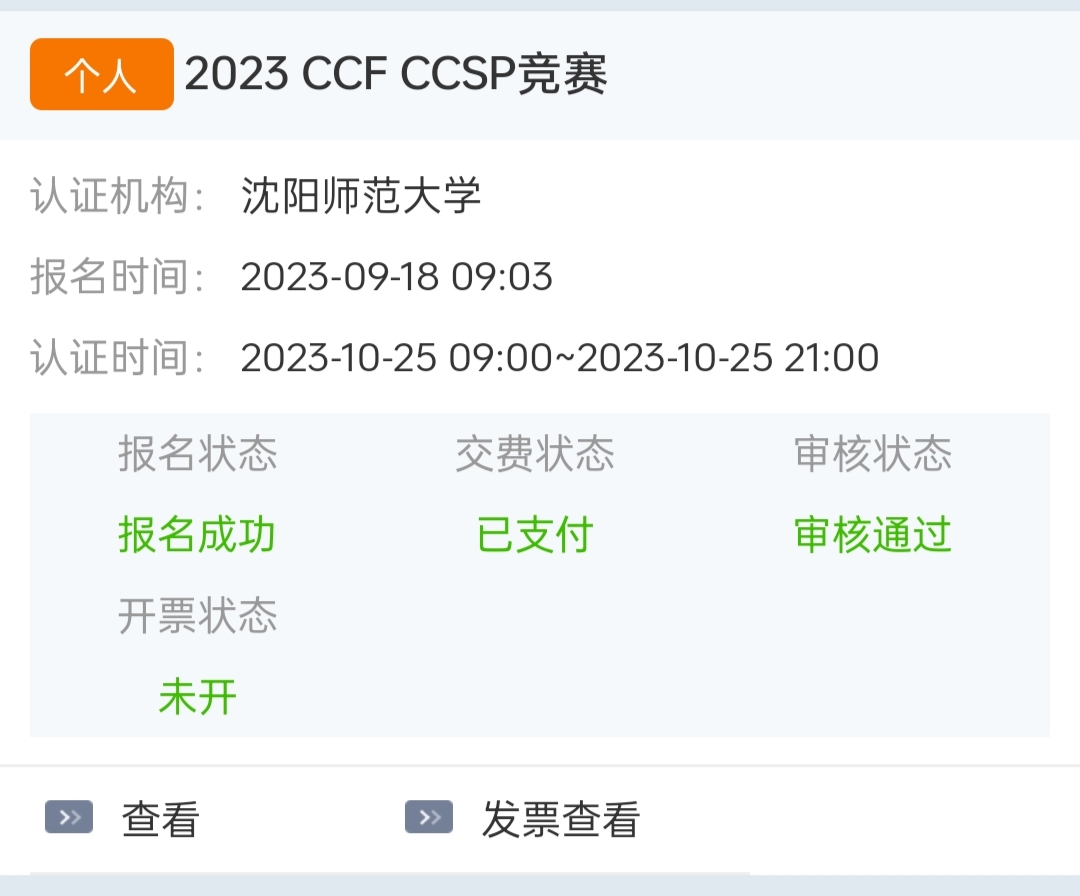 个人 2023 CCF CCSP竞赛
认证机构： 沈阳师范大学
报名时间： 2023-09-18 09:03
认证时间： 2023-10-25 09:00~2023-10-25 21:00
报名状态 交费状态 审核状态
报名成功 已支付 审核通过
开票状态
未开
查看 发票查看